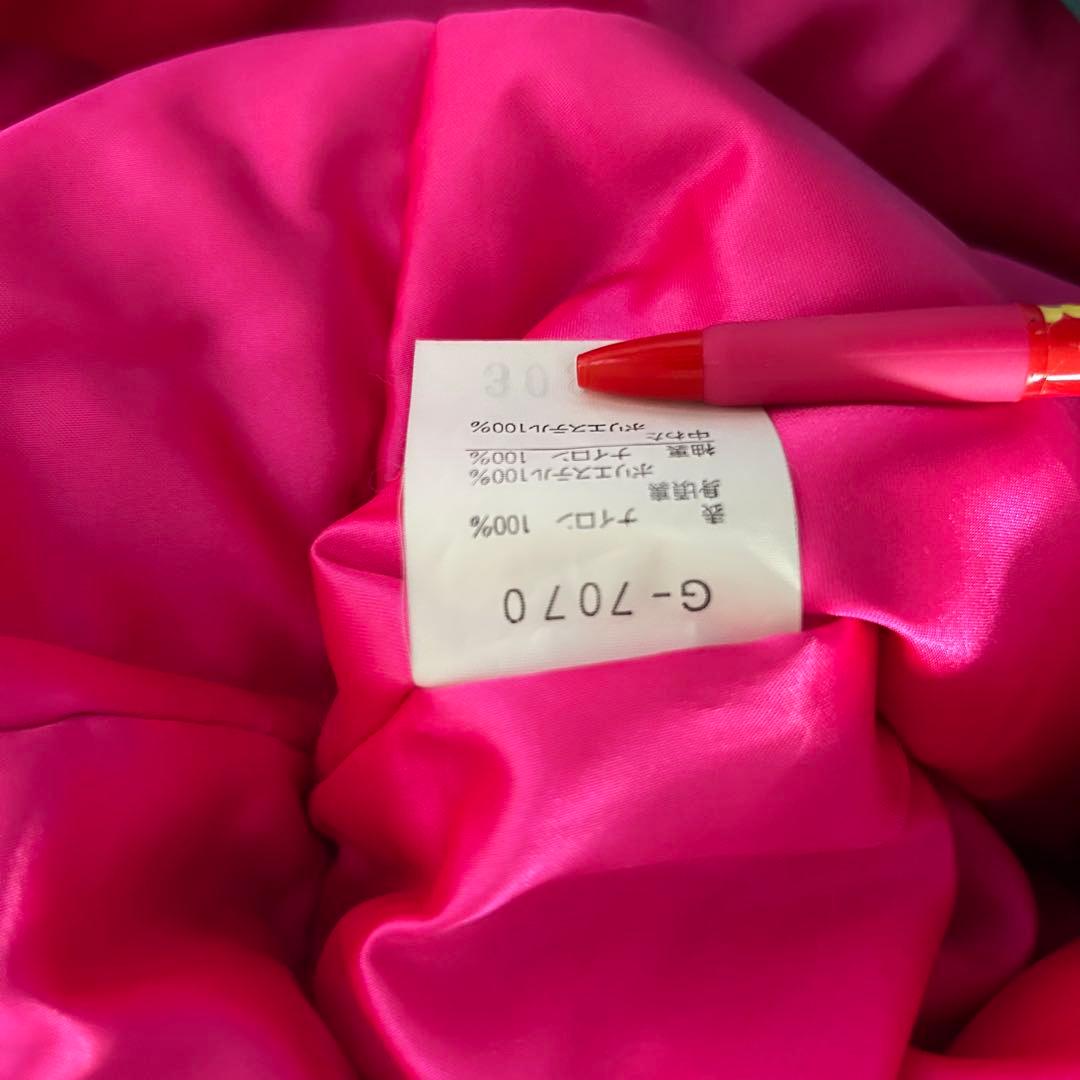 G-7070
表 ナイロン 100%
身頃裏
ポリエステル100%
袖裏 ナイロン 100%
中わた
ポリエステル100%